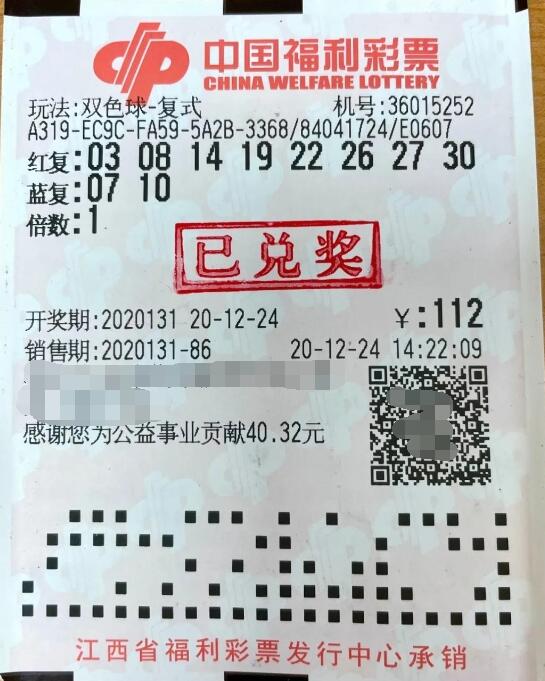 中国福利彩票
CHINA WELFARE LOTTERY
玩法:双色球-复式 机号:36015252
A319-EC9C-FA59-5A2B-3368/84041724/E0607
红复:03 08 14 19 22 26 27 30
蓝复:07 10
倍数:1
已兑奖
开奖期:2020131 20-12-24 ￥:112
销售期:2020131-86 20-12-24 14:22:09
感谢您为公益事业贡献40.32元
江西省福利彩票发行中心承销